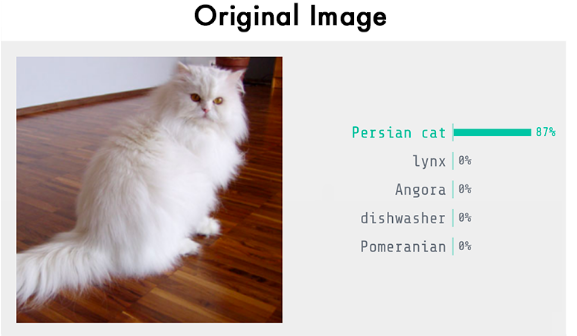 Original Image
Persian cat 87%
lynx 0%
Angora 0%
dishwasher 0%
Pomeranian 0%